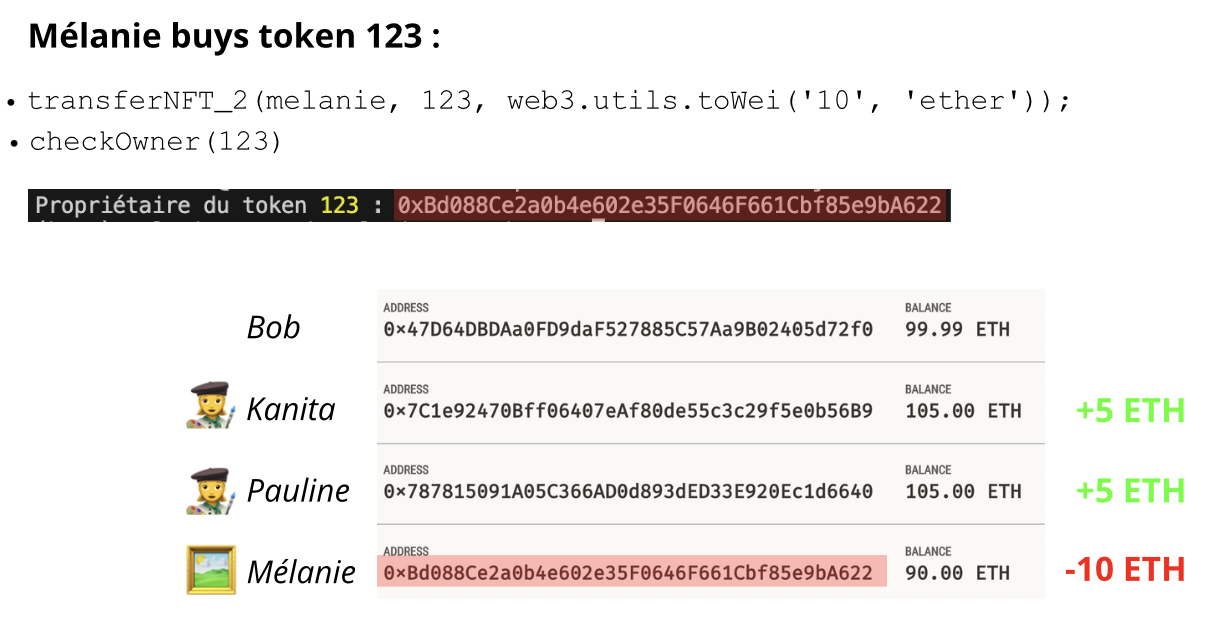 Mélanie buys token 123 :
• transferNFT_2(melanie, 123, web3.utils.toWei('10', 'ether'));
• checkOwner(123)
Propriétaire du token 123 : 0xBd088Ce2a0b4e602e35F0646F661Cbf85e9bA622
Bob
ADDRESS BALANCE
0×47D64DBDAa0FD9daF527885C57Aa9B02405d72f0 99.99 ETH
Kanita
ADDRESS BALANCE
0×7C1e92470Bff06407eAf80de55c3c29f5e0b56B9 105.00 ETH
+5 ETH
Pauline
ADDRESS BALANCE
0×787815091A05C366AD0d893dED33E920Ec1d6640 105.00 ETH
+5 ETH
Mélanie
ADDRESS BALANCE
0×Bd088Ce2a0b4e602e35F0646F661Cbf85e9bA622 90.00 ETH
-10 ETH